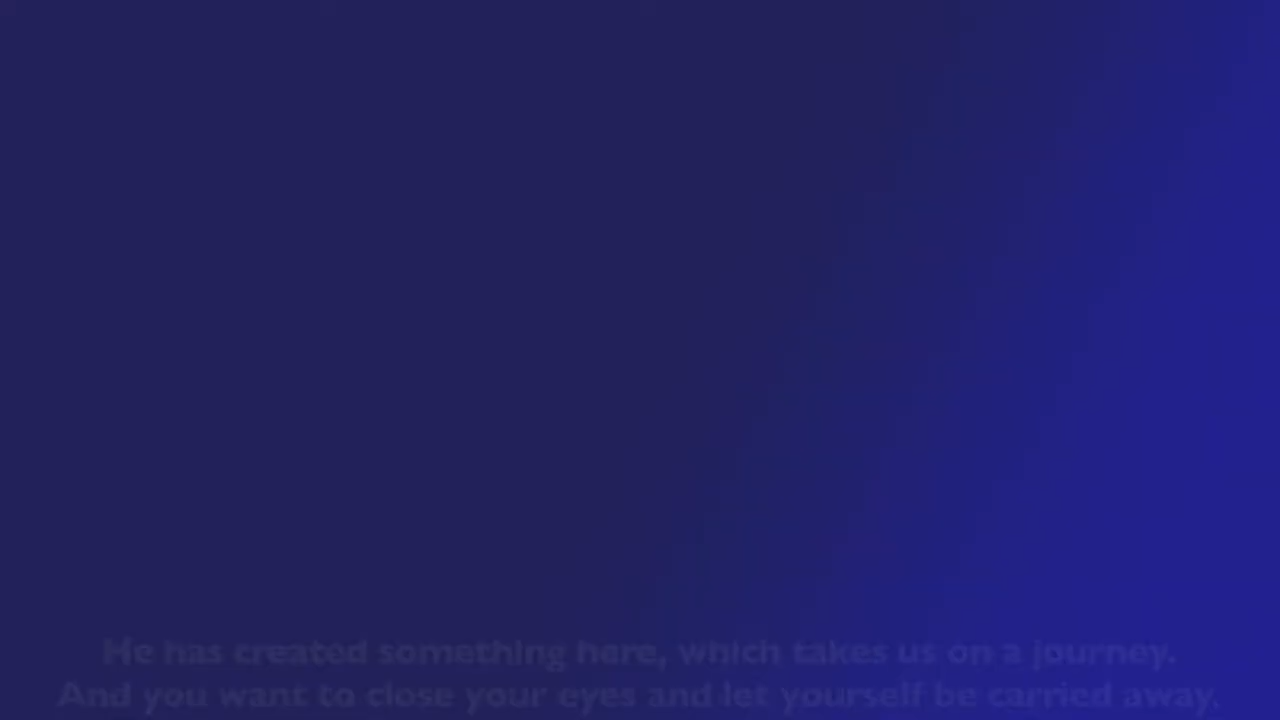 He has created something here, which takes us on a journey.
And you want to close your eyes and let yourself be carried away,